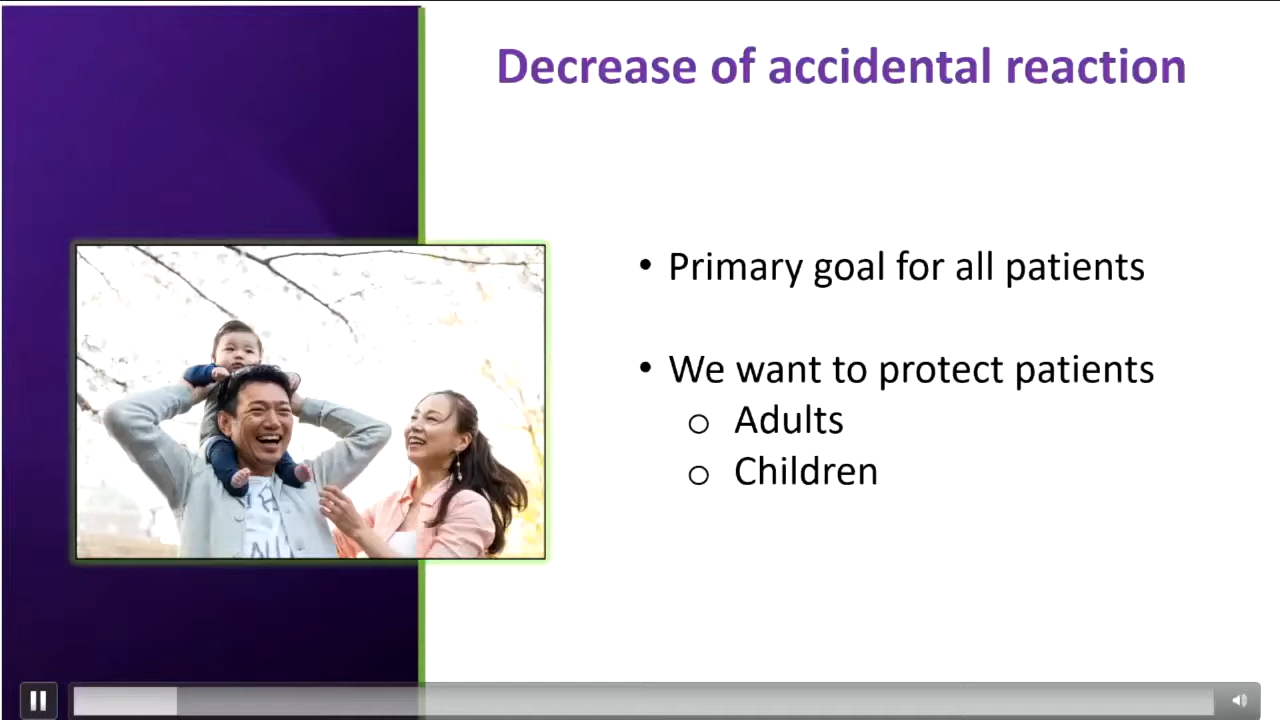 Decrease of accidental reaction
• Primary goal for all patients
• We want to protect patients
o Adults
o Children